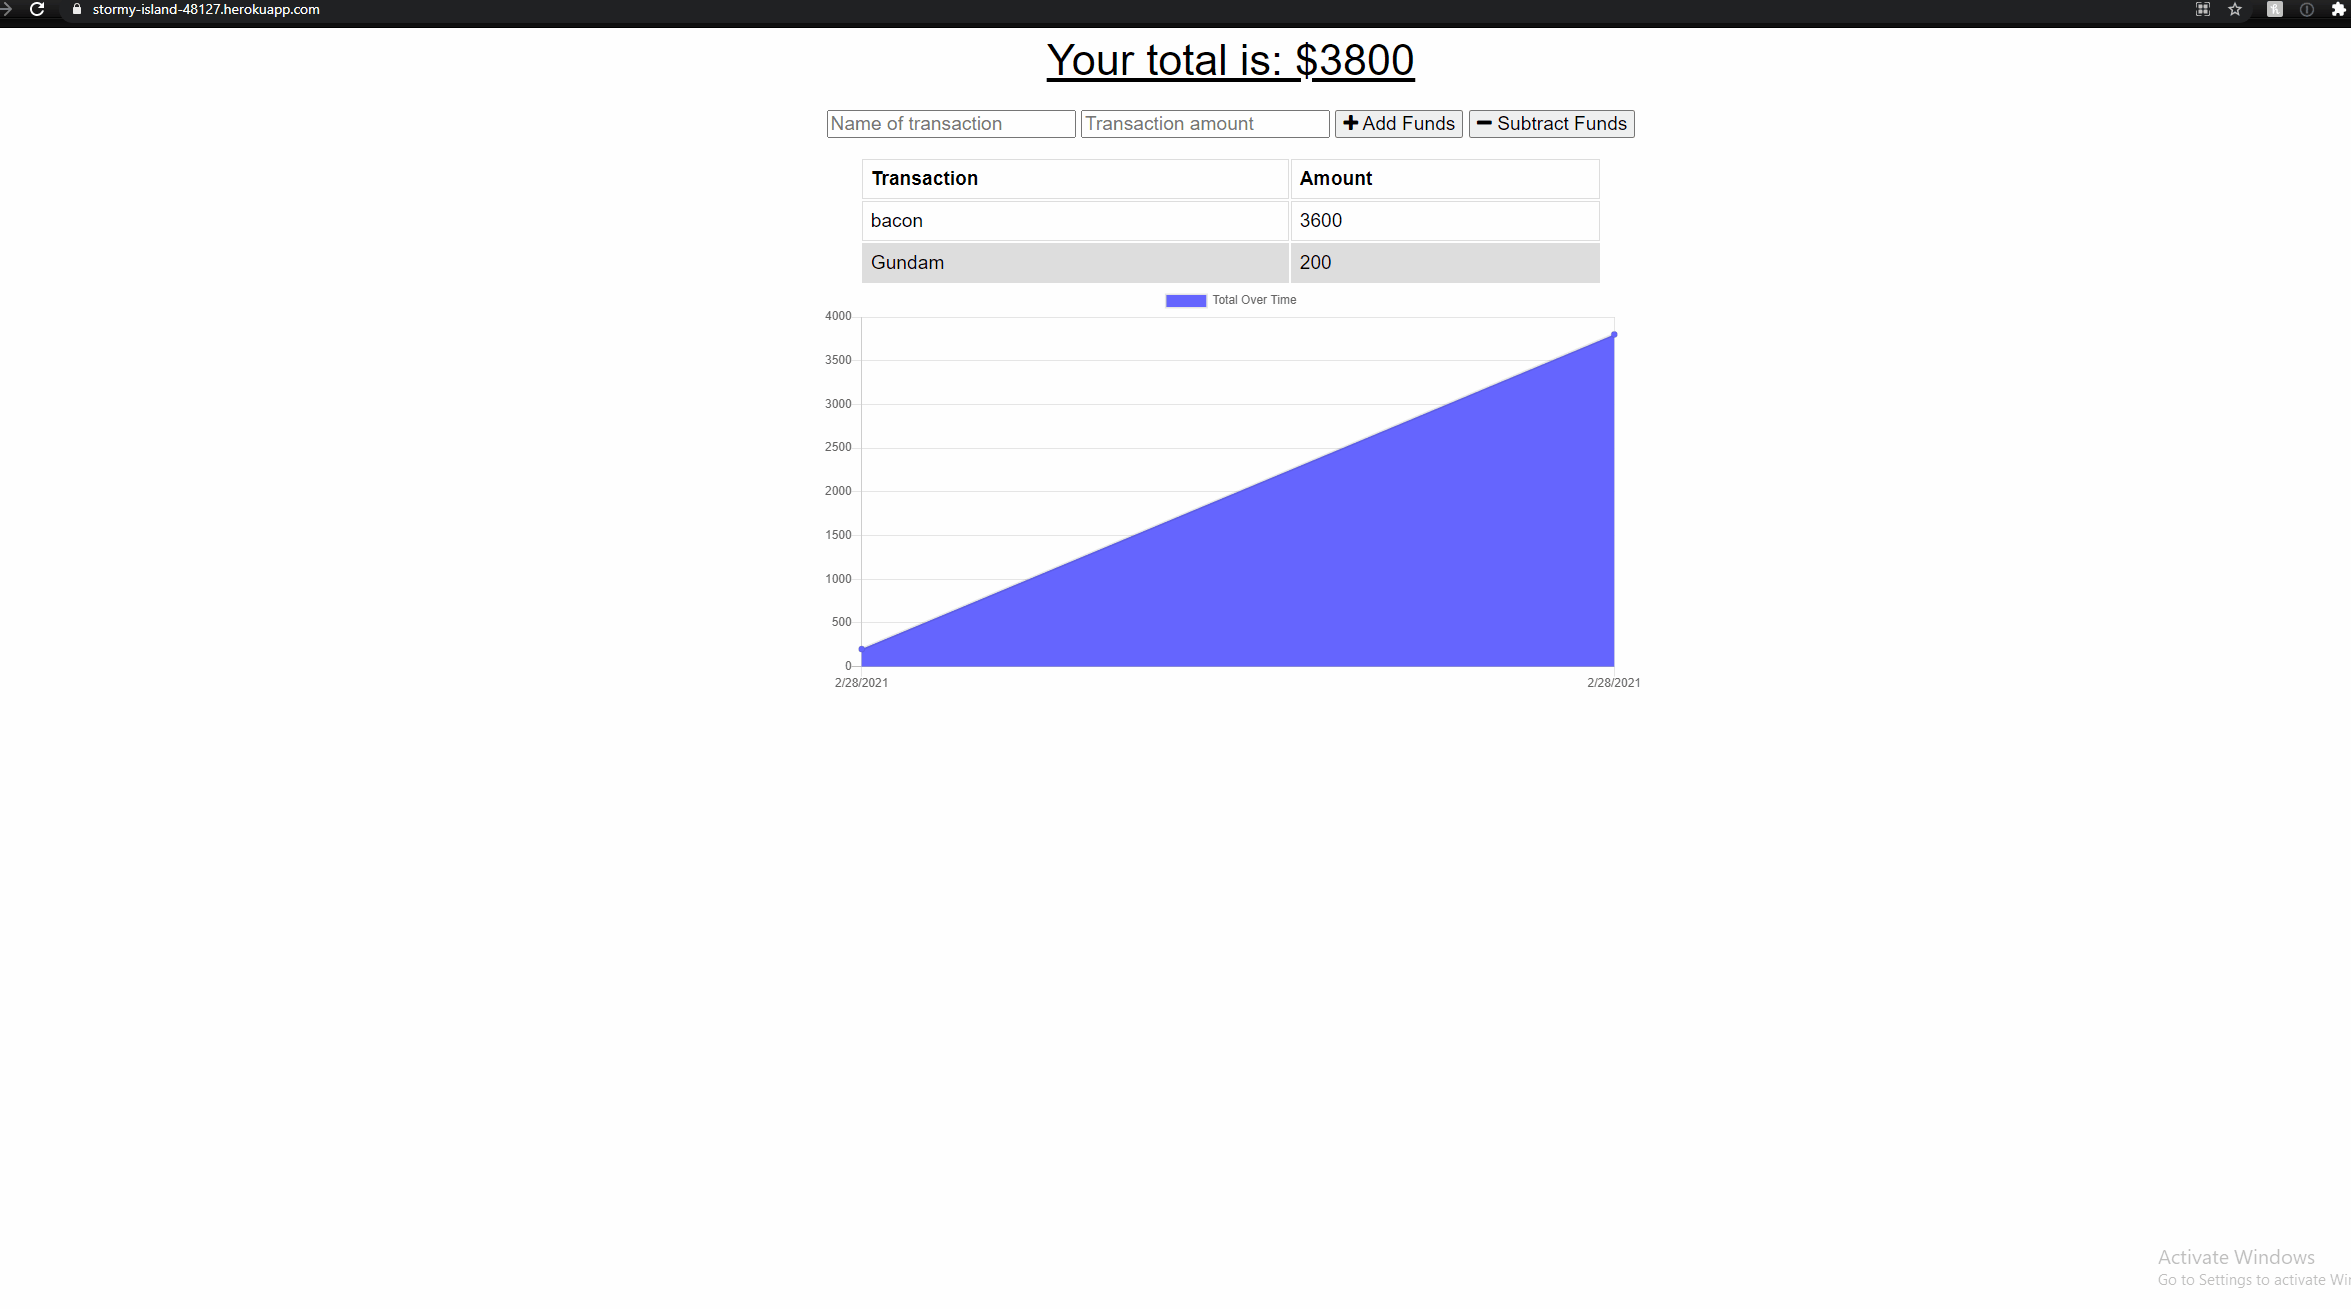 stormy-island-48127.herokuapp.com
Your total is: $3800
Name of transaction Transaction amount Add Funds Subtract Funds
Transaction Amount
bacon 3600
Gundam 200
Total Over Time
4000
3500
3000
2500
2000
1500
1000
500
0
2/28/2021 2/28/2021
Activate Windows
Go to Settings to activate Wi